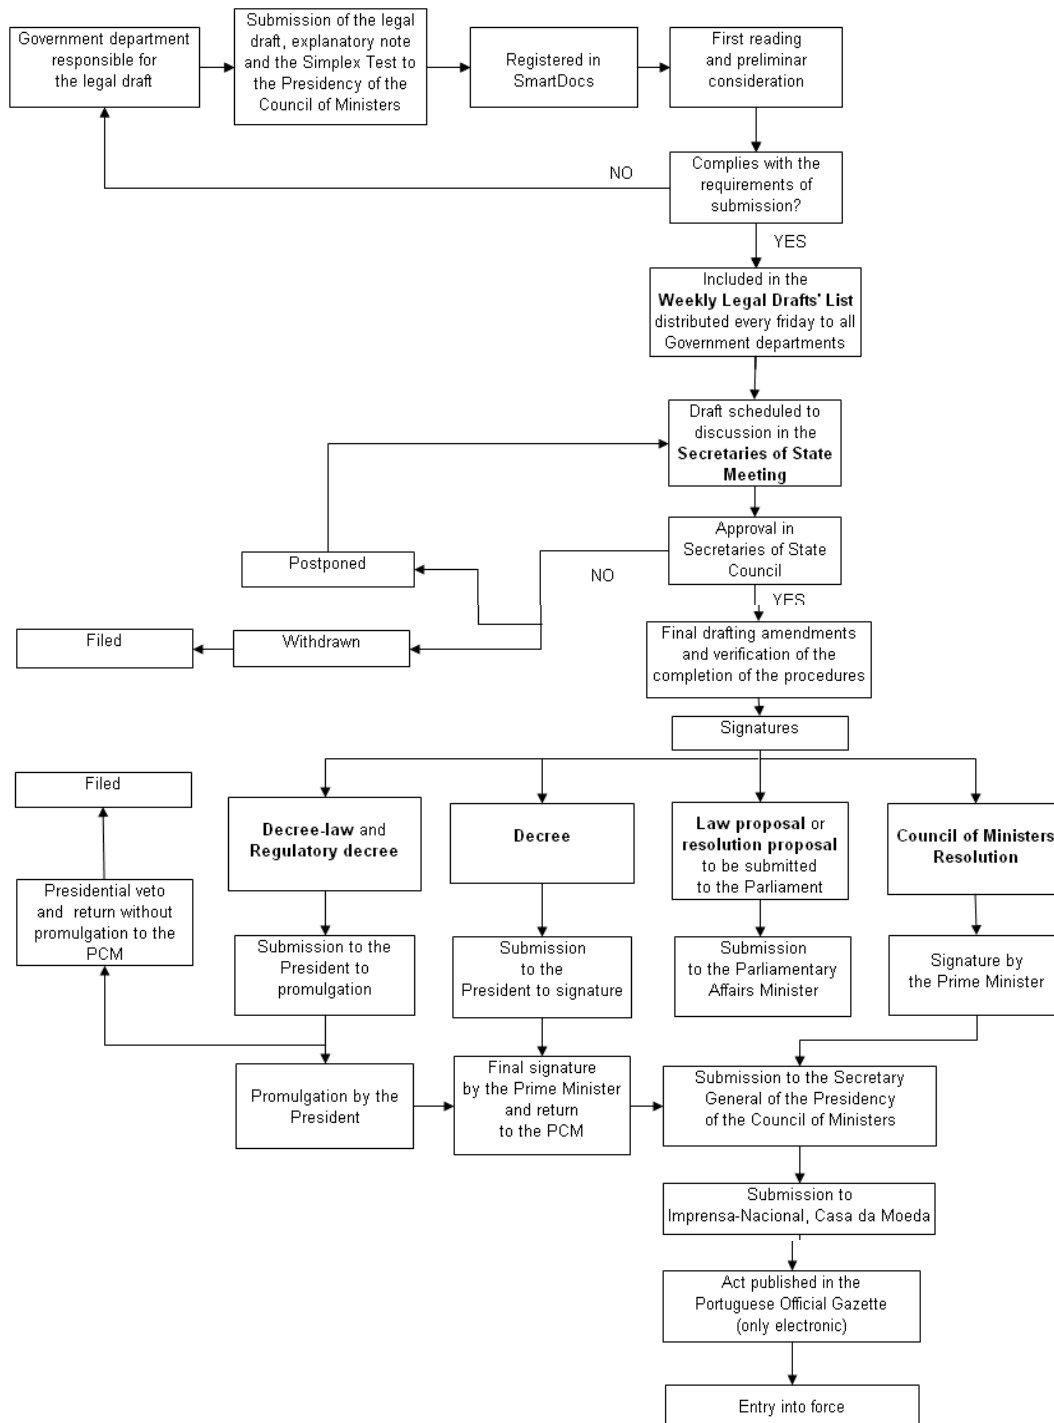 Government department
responsible for
the legal draft
Submission of the legal
draft, explanatory note
and the Simplex Test to
the Presidency of the
Council of Ministers
Registered in
SmartDocs
First reading
and preliminar
consideration
NO
Complies with the
requirements of
submission?
YES
Included in the
Weekly Legal Drafts' List
distributed every friday to all
Government departments
Draft scheduled to
discussion in the
Secretaries of State
Meeting
Approval in
Secretaries of State
Council
Postponed
NO
YES
Filed
Withdrawn
Final drafting amendments
and verification of the
completion of the procedures
Signatures
Filed
Decree-law and
Regulatory decree
Decree
Law proposal or
resolution proposal
to be submitted
to the Parliament
Council of Ministers
Resolution
Presidential veto
and return without
promulgation to the
PCM
Submission to the
President to
promulgation
Submission
to the
President to signature
Submission
to the Parliamentary
Affairs Minister
Signature by
the Prime Minister
Promulgation by the
President
Final signature
by the Prime Minister
and return
to the PCM
Submission to the Secretary
General of the Presidency
of the Council of Ministers
Submission to
Imprensa-Nacional, Casa da Moeda
Act published in the
Portuguese Official Gazette
(only electronic)
Entry into force